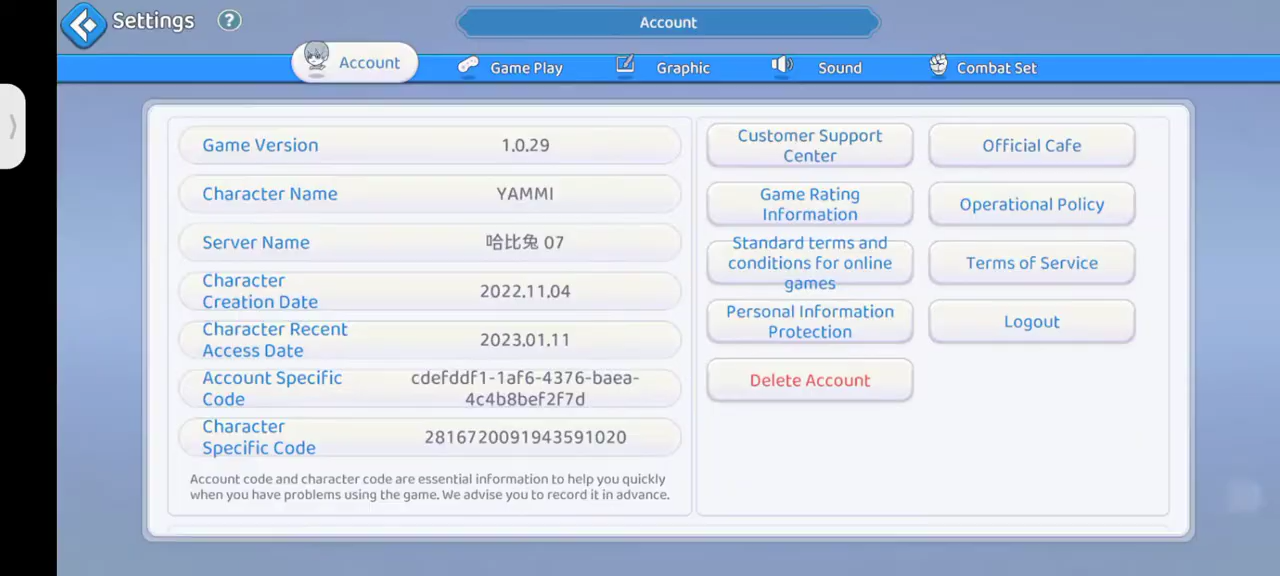 Settings
?
Account
Account
Game Play
Graphic
Sound
Combat Set
Game Version 1.0.29
Character Name YAMMI
Server Name 哈比兔 07
Character
Creation Date
2022.11.04
Character Recent
Access Date
2023.01.11
Account Specific
Code
cdefddf1-1af6-4376-baea-
4c4b8bef2f7d
Character
Specific Code
2816720091943591020
Account code and character code are essential information to help you quickly
when you have problems using the game. We advise you to record it in advance.
Customer Support
Center
Official Cafe
Game Rating
Information
Operational Policy
Standard terms and
conditions for online
games
Terms of Service
Personal Information
Protection
Logout
Delete Account